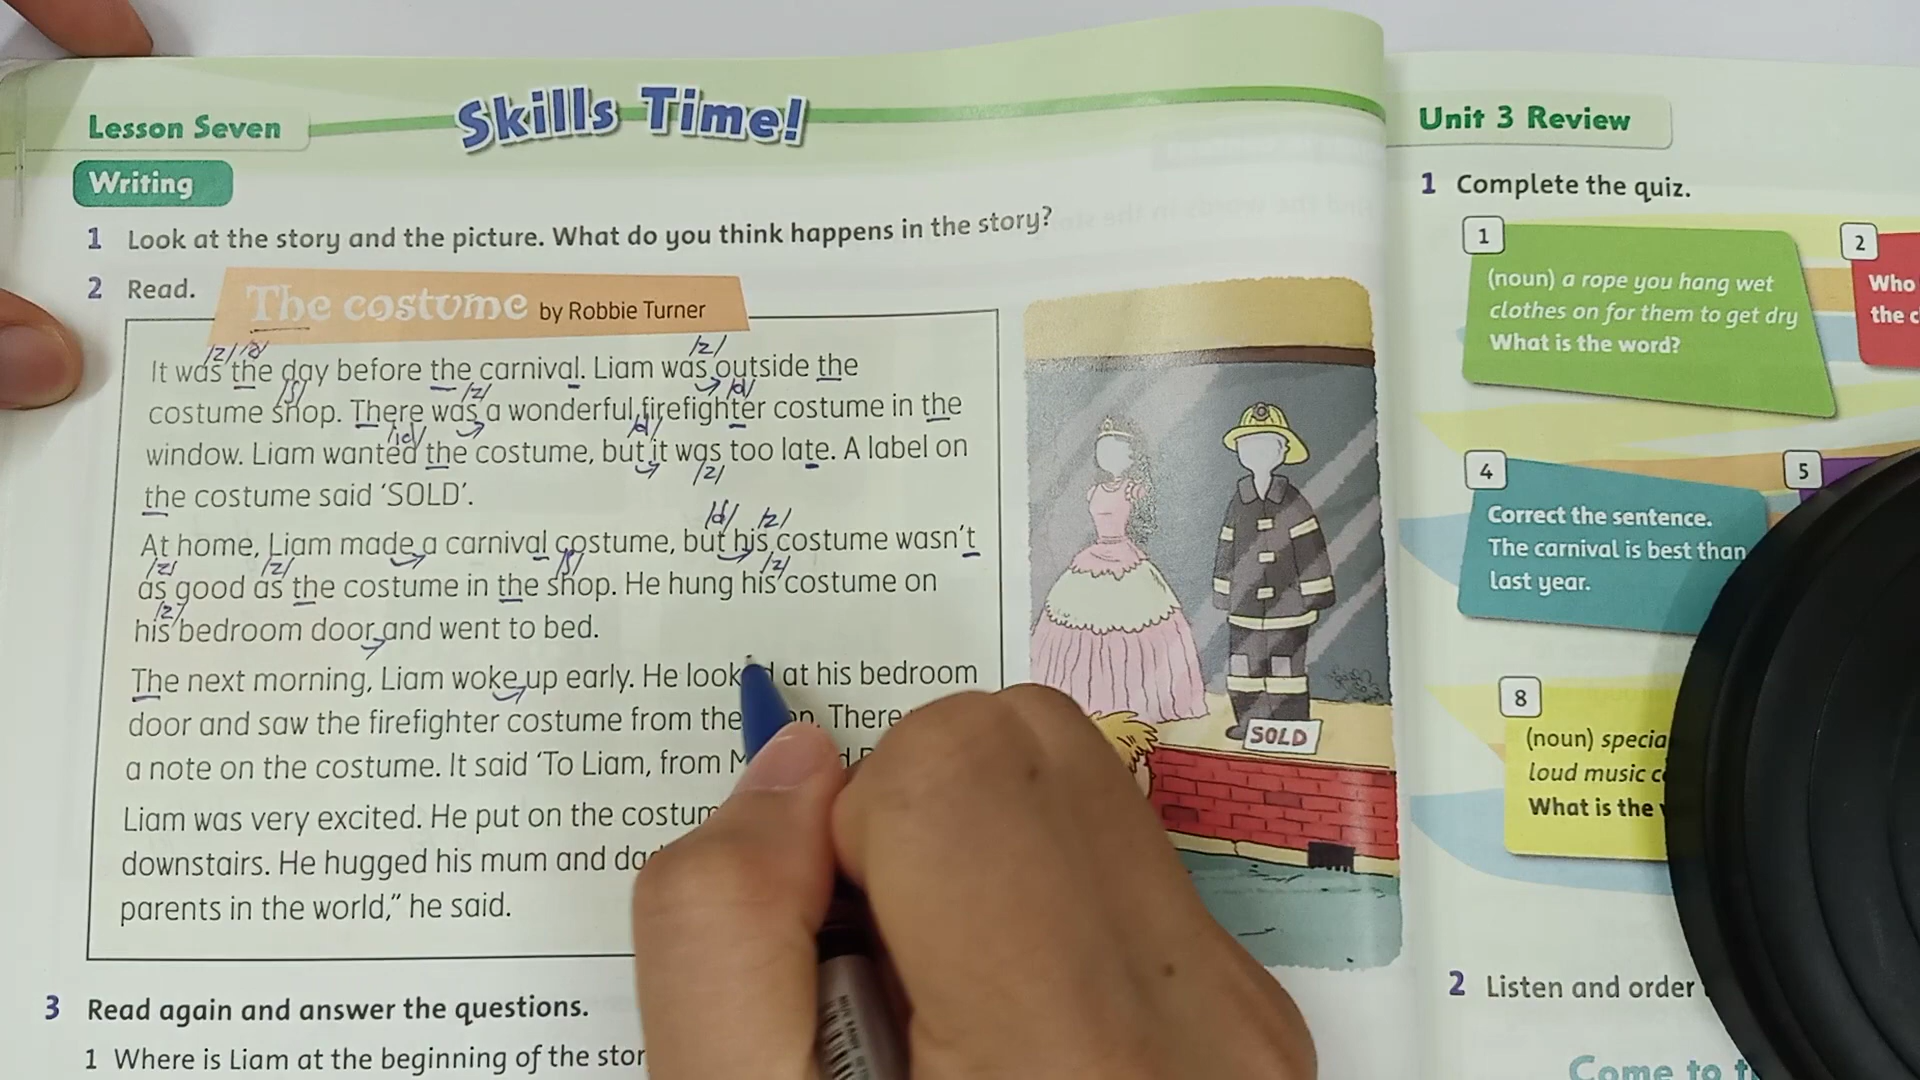 Lesson Seven
Skills Time!
Writing
1 Look at the story and the picture. What do you think happens in the story?
2 Read.
The costume by Robbie Turner
/z/ /ð/ /z/
It was the day before the carnival. Liam was outside the
/ʃ/ /z/ /d/
costume shop. There was a wonderful firefighter costume in the
/id/ /d/
window. Liam wanted the costume, but it was too late. A label on
/z/
the costume said ‘SOLD’.
/d/ /z/
At home, Liam made a carnival costume, but his costume wasn’t
/z/ /z/ /ʃ/ /z/
as good as the costume in the shop. He hung his costume on
/z/
his bedroom door and went to bed.
The next morning, Liam woke up early. He at his bedroom
door and saw the firefighter costume from the There
a note on the costume. It said ‘To Liam, from
Liam was very excited. He put on the
downstairs. He hugged his mum and
parents in the world,” he said.
3 Read again and answer the questions.
1 Where is Liam at the beginning of the
SOLD
Unit 3 Review
1 Complete the quiz.
1
(noun) a rope you hang wet
clothes on for them to get dry
What is the word?
2
Who
the
4
Correct the sentence.
The carnival is best than
last year.
5
8
(noun)
loud music
What is the
2 Listen and order
Come to